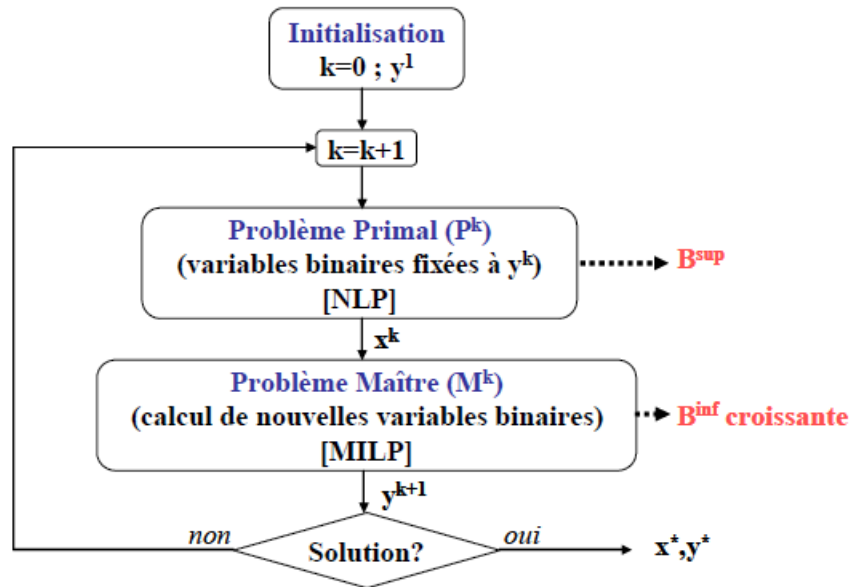 Initialisation
k=0 ; y¹
k=k+1
Problème Primal (Pᵏ)
(variables binaires fixées à yᵏ)
[NLP]
Bˢᵘᵖ
xᵏ
Problème Maître (Mᵏ)
(calcul de nouvelles variables binaires)
[MILP]
Bⁱⁿᶠ croissante
yᵏ⁺¹
non
Solution?
oui
x*,y*